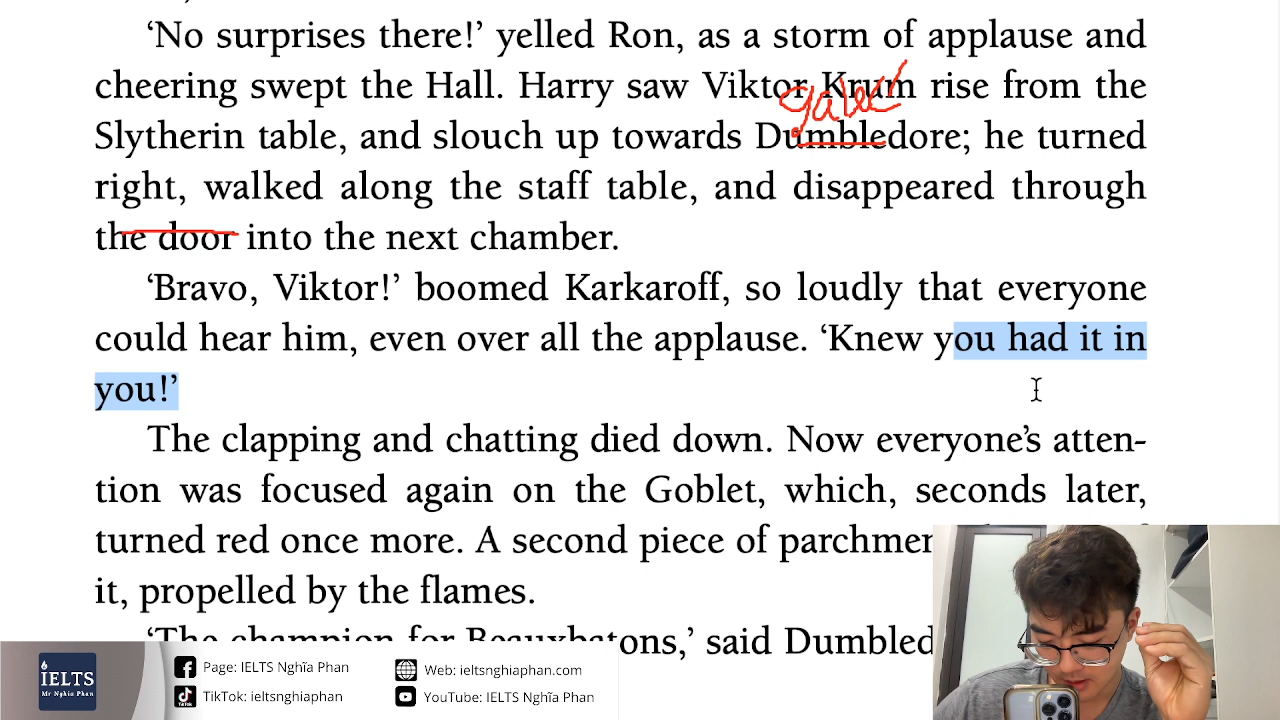 ‘No surprises there!’ yelled Ron, as a storm of applause and
cheering swept the Hall. Harry saw Viktor Krum rise from the
Slytherin table, and slouch up towards Dumbledore; he turned
right, walked along the staff table, and disappeared through
the door into the next chamber.
‘Bravo, Viktor!’ boomed Karkaroff, so loudly that everyone
could hear him, even over all the applause. ‘Knew you had it in
you!’
The clapping and chatting died down. Now everyone’s atten-
tion was focused again on the Goblet, which, seconds later,
turned red once more. A second piece of
it, propelled by the flames.
‘The champion for Beauxbatons,’ said
IELTS
Mr Nghia Phan
Page: IELTS Nghĩa Phan
TikTok: ieltsnghiaphan
Web: ieltsnghiaphan.com
YouTube: IELTS Nghĩa Phan